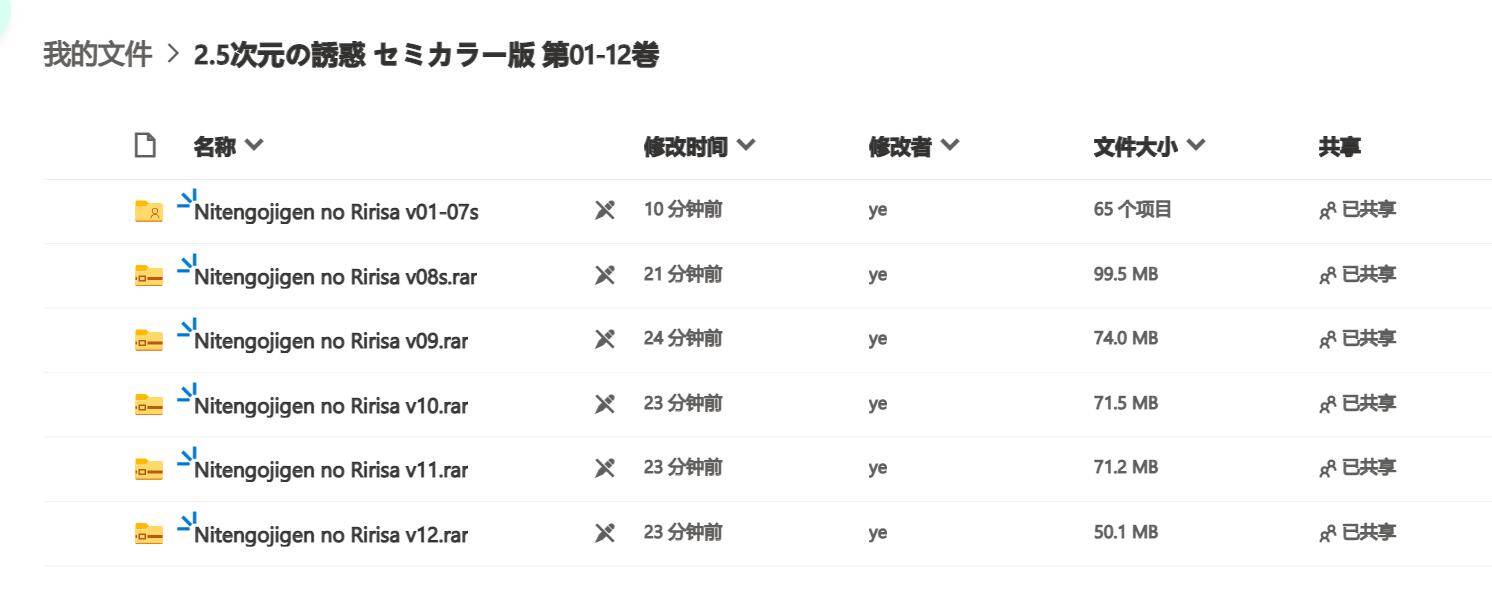 我的文件 > 2.5次元の誘惑 セミカラー版 第01-12巻
名称 修改时间 修改者 文件大小 共享
Nitengojigen no Ririsa v01-07s 10 分钟前 ye 65 个项目 已共享
Nitengojigen no Ririsa v08s.rar 21 分钟前 ye 99.5 MB 已共享
Nitengojigen no Ririsa v09.rar 24 分钟前 ye 74.0 MB 已共享
Nitengojigen no Ririsa v10.rar 23 分钟前 ye 71.5 MB 已共享
Nitengojigen no Ririsa v11.rar 23 分钟前 ye 71.2 MB 已共享
Nitengojigen no Ririsa v12.rar 23 分钟前 ye 50.1 MB 已共享